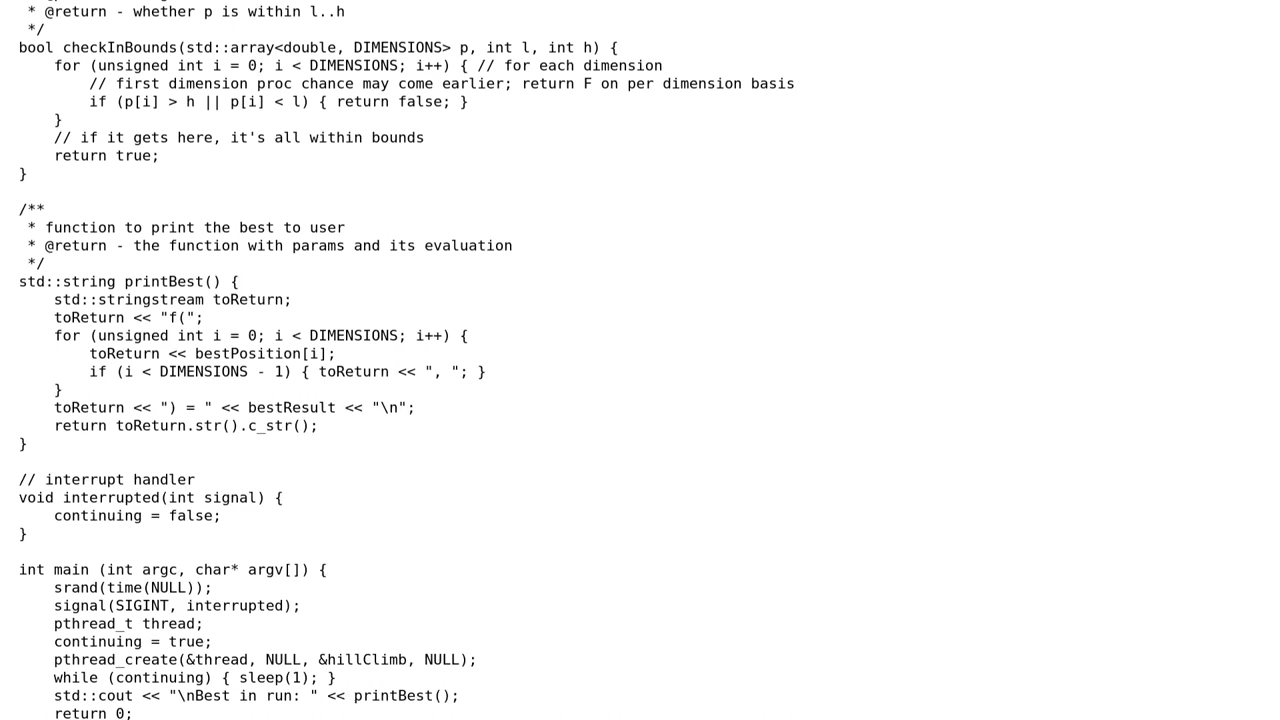 * @return - whether p is within l..h
 */
bool checkInBounds(std::array<double, DIMENSIONS> p, int l, int h) {
    for (unsigned int i = 0; i < DIMENSIONS; i++) { // for each dimension
        // first dimension proc chance may come earlier; return F on per dimension basis
        if (p[i] > h || p[i] < l) { return false; }
    }
    // if it gets here, it's all within bounds
    return true;
}

/**
 * function to print the best to user
 * @return - the function with params and its evaluation
 */
std::string printBest() {
    std::stringstream toReturn;
    toReturn << "f(";
    for (unsigned int i = 0; i < DIMENSIONS; i++) {
        toReturn << bestPosition[i];
        if (i < DIMENSIONS - 1) { toReturn << ", "; }
    }
    toReturn << ") = " << bestResult << "\n";
    return toReturn.str().c_str();
}

// interrupt handler
void interrupted(int signal) {
    continuing = false;
}

int main (int argc, char* argv[]) {
    srand(time(NULL));
    signal(SIGINT, interrupted);
    pthread_t thread;
    continuing = true;
    pthread_create(&thread, NULL, &hillClimb, NULL);
    while (continuing) { sleep(1); }
    std::cout << "\nBest in run: " << printBest();
    return 0;